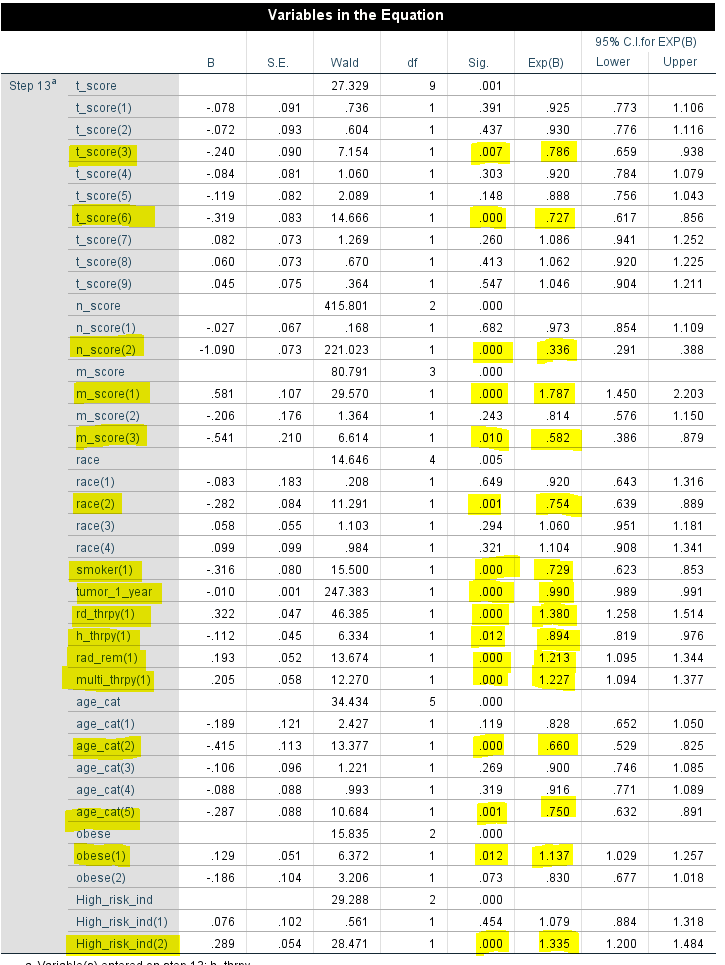 Variables in the Equation
95% C.I.for EXP(B)
B S.E. Wald df Sig. Exp(B) Lower Upper
Step 13a t_score 27.329 9 .001
t_score(1) -.078 .091 .736 1 .391 .925 .773 1.106
t_score(2) -.072 .093 .604 1 .437 .930 .776 1.116
t_score(3) -.240 .090 7.154 1 .007 .786 .659 .938
t_score(4) -.084 .081 1.060 1 .303 .920 .784 1.079
t_score(5) -.119 .082 2.089 1 .148 .888 .756 1.043
t_score(6) -.319 .083 14.666 1 .000 .727 .617 .856
t_score(7) .082 .073 1.269 1 .260 1.086 .941 1.252
t_score(8) .060 .073 .670 1 .413 1.062 .920 1.225
t_score(9) .045 .075 .364 1 .547 1.046 .904 1.211
n_score 415.801 2 .000
n_score(1) -.027 .067 .168 1 .682 .973 .854 1.109
n_score(2) -1.090 .073 221.023 1 .000 .336 .291 .388
m_score 80.791 3 .000
m_score(1) .581 .107 29.570 1 .000 1.787 1.450 2.203
m_score(2) -.206 .176 1.364 1 .243 .814 .576 1.150
m_score(3) -.541 .210 6.614 1 .010 .582 .386 .879
race 14.646 4 .005
race(1) -.083 .183 .208 1 .649 .920 .643 1.316
race(2) -.282 .084 11.291 1 .001 .754 .639 .889
race(3) .058 .055 1.103 1 .294 1.060 .951 1.181
race(4) .099 .099 .984 1 .321 1.104 .908 1.341
smoker(1) -.316 .080 15.500 1 .000 .729 .623 .853
tumor_1_year -.010 .001 247.383 1 .000 .990 .989 .991
rd_thrpy(1) .322 .047 46.385 1 .000 1.380 1.258 1.514
h_thrpy(1) -.112 .045 6.334 1 .012 .894 .819 .976
rad_rem(1) .193 .052 13.674 1 .000 1.213 1.095 1.344
multi_thrpy(1) .205 .058 12.270 1 .000 1.227 1.094 1.377
age_cat 34.434 5 .000
age_cat(1) -.189 .121 2.427 1 .119 .828 .652 1.050
age_cat(2) -.415 .113 13.377 1 .000 .660 .529 .825
age_cat(3) -.106 .096 1.221 1 .269 .900 .746 1.085
age_cat(4) -.088 .088 .993 1 .319 .916 .771 1.089
age_cat(5) -.287 .088 10.684 1 .001 .750 .632 .891
obese 15.835 2 .000
obese(1) .129 .051 6.372 1 .012 1.137 1.029 1.257
obese(2) -.186 .104 3.206 1 .073 .830 .677 1.018
High_risk_ind 29.288 2 .000
High_risk_ind(1) .076 .102 .561 1 .454 1.079 .884 1.318
High_risk_ind(2) .289 .054 28.471 1 .000 1.335 1.200 1.484
a. Variable(s) entered on step 13: h_thrpy.